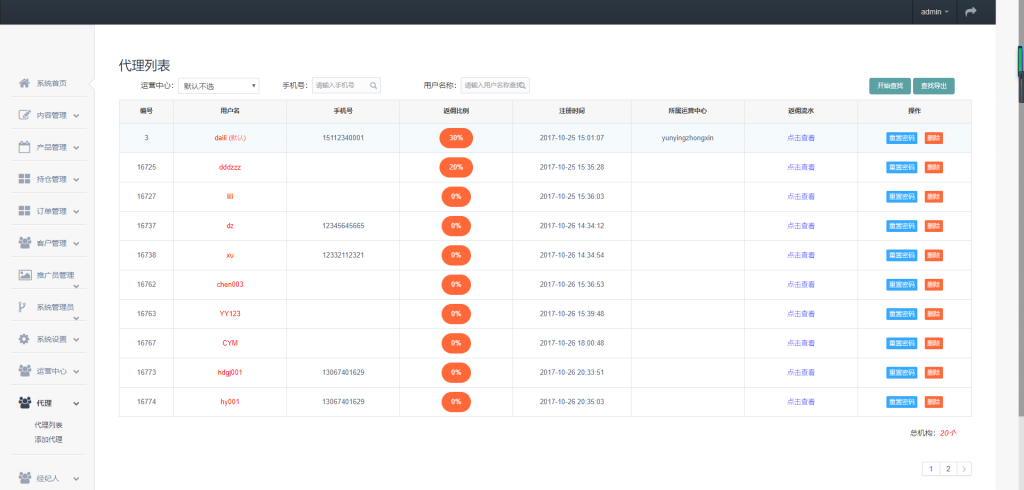 admin
代理列表
运营中心： 默认不选 手机号： 请输入手机号 用户名称： 请输入用户名称查找 开始查找 查找导出
系统首页
内容管理
产品管理
持仓管理
订单管理
客户管理
推广员管理
系统管理员
系统设置
运营中心
代理
代理列表
添加代理
经纪人
编号 用户名 手机号 返佣比例 注册时间 所属运营中心 返佣流水 操作
3 daili (默认) 15112340001 30% 2017-10-25 15:01:07 yunyingzhongxin 点击查看 重置密码 删除
16725 dddzzz 20% 2017-10-25 15:35:28 点击查看 重置密码 删除
16727 0% 2017-10-25 15:36:03 点击查看 重置密码 删除
16737 dz 12345645665 0% 2017-10-26 14:34:12 点击查看 重置密码 删除
16738 xu 12332112321 0% 2017-10-26 14:34:54 点击查看 重置密码 删除
16762 chen003 0% 2017-10-26 15:36:53 点击查看 重置密码 删除
16763 YY123 0% 2017-10-26 15:39:48 点击查看 重置密码 删除
16767 CYM 0% 2017-10-26 18:00:48 点击查看 重置密码 删除
16773 hdgj001 13067401629 0% 2017-10-26 20:33:51 点击查看 重置密码 删除
16774 hy001 13067401629 0% 2017-10-26 20:35:03 点击查看 重置密码 删除
总机构：20个
1 2